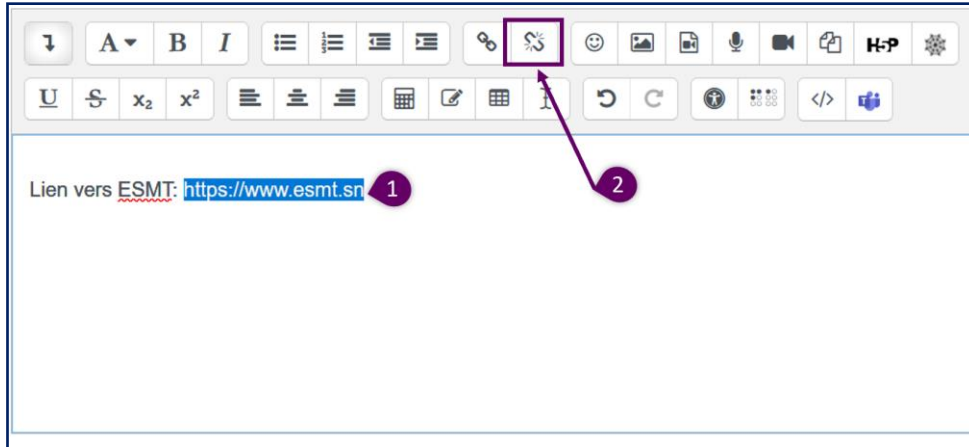 A B I H-P
U S x₂ x² </>
Lien vers ESMT: https://www.esmt.sn 1
2